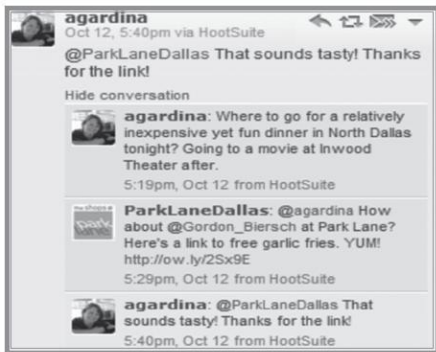 agardina
Oct 12, 5:40pm via HootSuite
@ParkLaneDallas That sounds tasty! Thanks
for the link!
Hide conversation
agardina: Where to go for a relatively
inexpensive yet fun dinner in North Dallas
tonight? Going to a movie at Inwood
Theater after.
5:19pm, Oct 12 from HootSuite
the shops at
park
lane
ParkLaneDallas: @agardina How
about @Gordon_Biersch at Park Lane?
Here's a link to free garlic fries. YUM!
http://ow.ly/2Sx9E
5:29pm, Oct 12 from HootSuite
agardina: @ParkLaneDallas That
sounds tasty! Thanks for the link!
5:40pm, Oct 12 from HootSuite